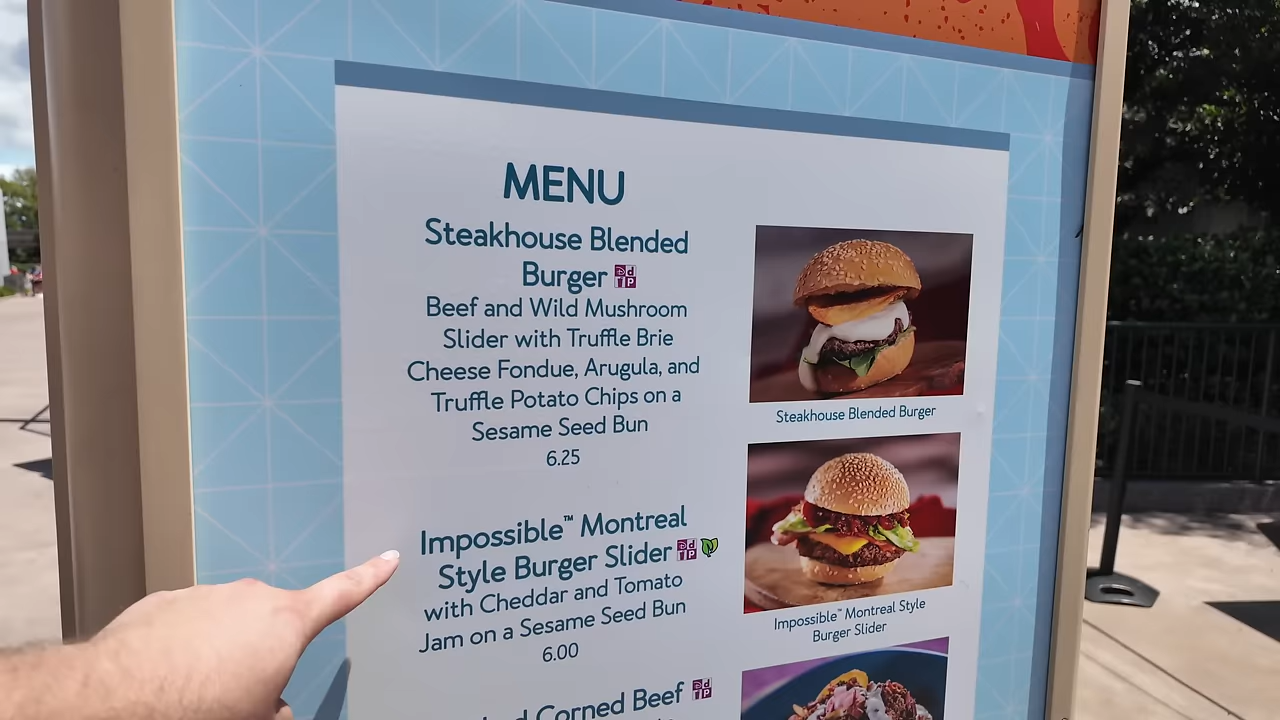 MENU
Steakhouse Blended
Burger
Beef and Wild Mushroom
Slider with Truffle Brie
Cheese Fondue, Arugula, and
Truffle Potato Chips on a
Sesame Seed Bun
6.25
Steakhouse Blended Burger
Impossible™ Montreal
Style Burger Slider
with Cheddar and Tomato
Jam on a Sesame Seed Bun
6.00
Impossible™ Montreal Style
Burger Slider
Corned Beef